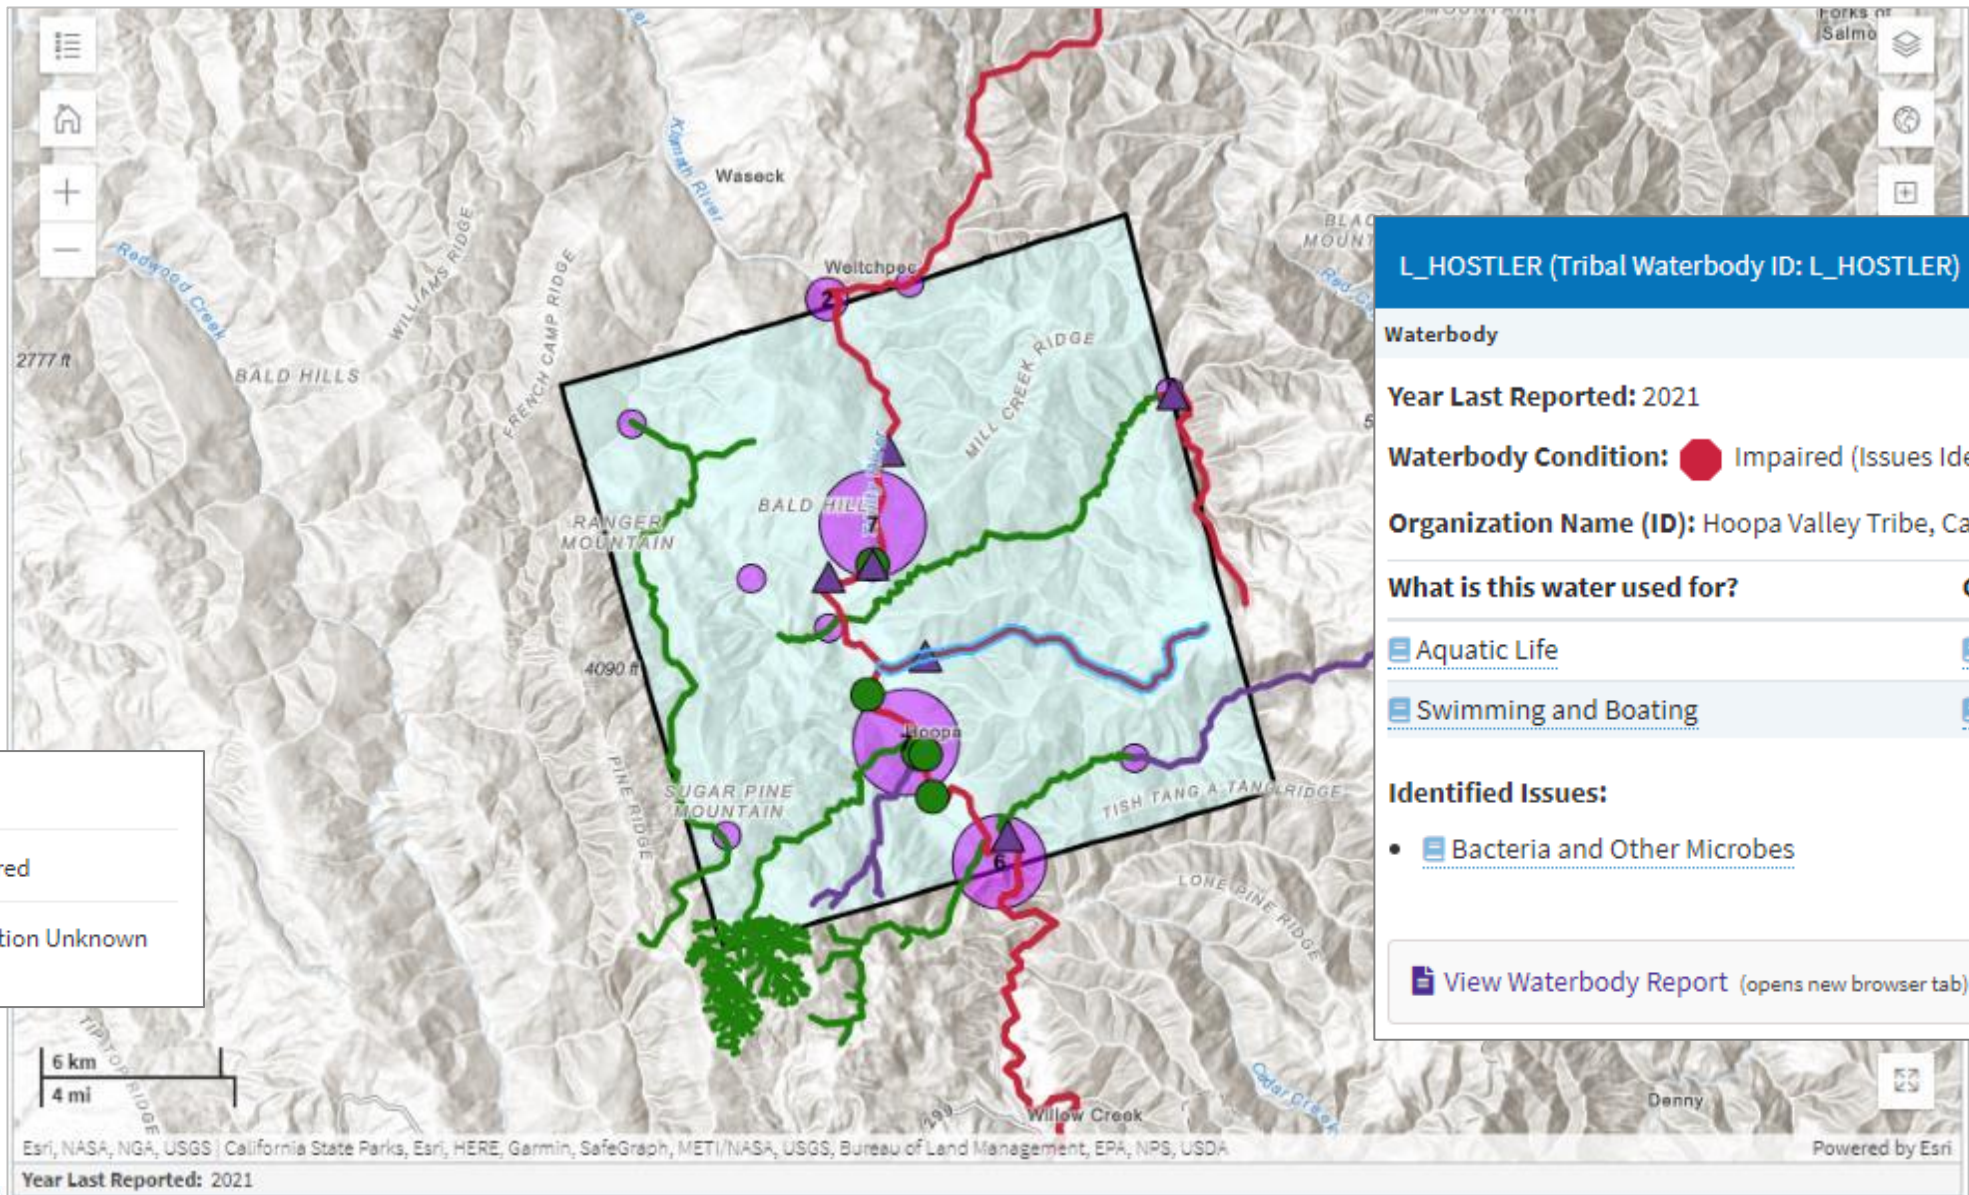 Forks of
Salmo
Klamath River
Waseck
WILLIAMS RIDGE
FRENCH CAMP RIDGE
Redwood Creek
Weitchpec
2
2777 ft
BALD HILLS
MILL CREEK RIDGE
BALD HILL
7
RANGER
MOUNTAIN
4090 ft
Hoopa
SUGAR PINE
MOUNTAIN
PINE RIDGE
TISH TANG A TANG RIDGE
6
LONE PINE RIDGE
red
tion Unknown
TIPTOP RIDGE
6 km
4 mi
299
Willow Creek
Cedar Creek
Denny
L_HOSTLER (Tribal Waterbody ID: L_HOSTLER)
Waterbody
Year Last Reported: 2021
Waterbody Condition: Impaired (Issues Ide
Organization Name (ID): Hoopa Valley Tribe, Ca
What is this water used for?
Aquatic Life
Swimming and Boating
Identified Issues:
• Bacteria and Other Microbes
View Waterbody Report (opens new browser tab)
Esri, NASA, NGA, USGS | California State Parks, Esri, HERE, Garmin, SafeGraph, METI/NASA, USGS, Bureau of Land Management, EPA, NPS, USDA
Powered by Esri
Year Last Reported: 2021